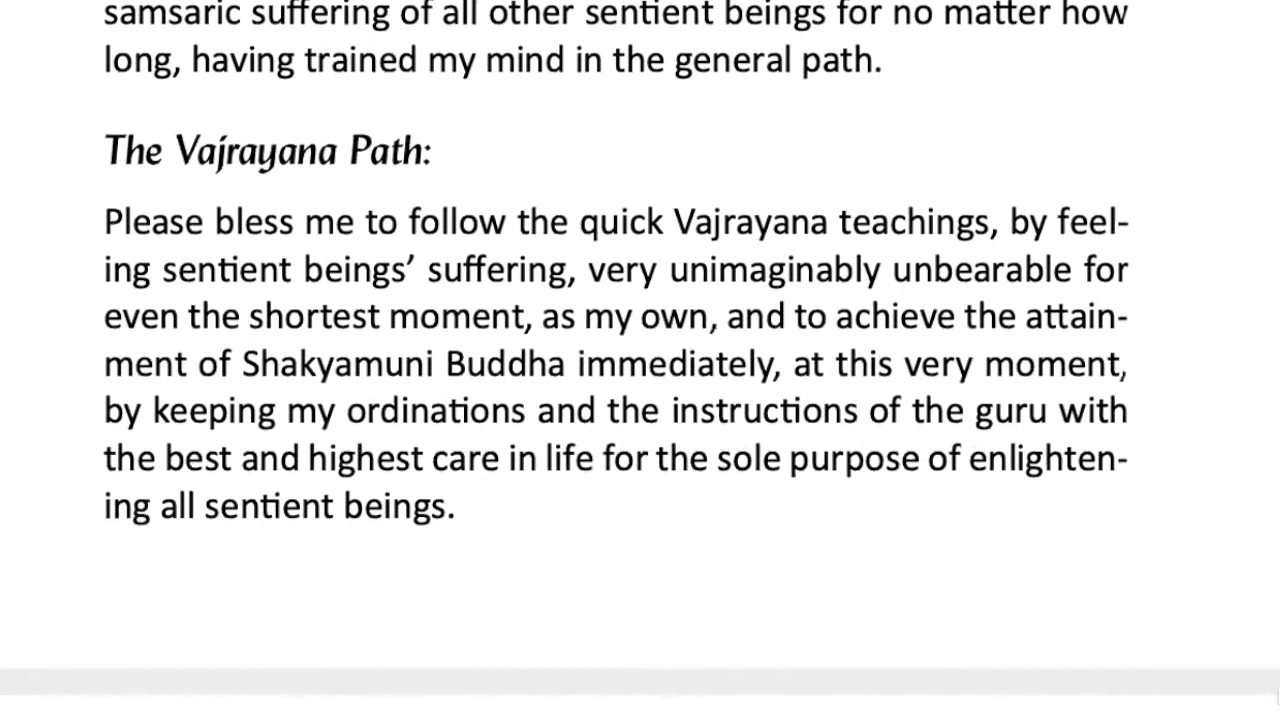 samsaric suffering of all other sentient beings for no matter how
long, having trained my mind in the general path.
The Vajrayana Path:
Please bless me to follow the quick Vajrayana teachings, by feel-
ing sentient beings’ suffering, very unimaginably unbearable for
even the shortest moment, as my own, and to achieve the attain-
ment of Shakyamuni Buddha immediately, at this very moment,
by keeping my ordinations and the instructions of the guru with
the best and highest care in life for the sole purpose of enlighten-
ing all sentient beings.